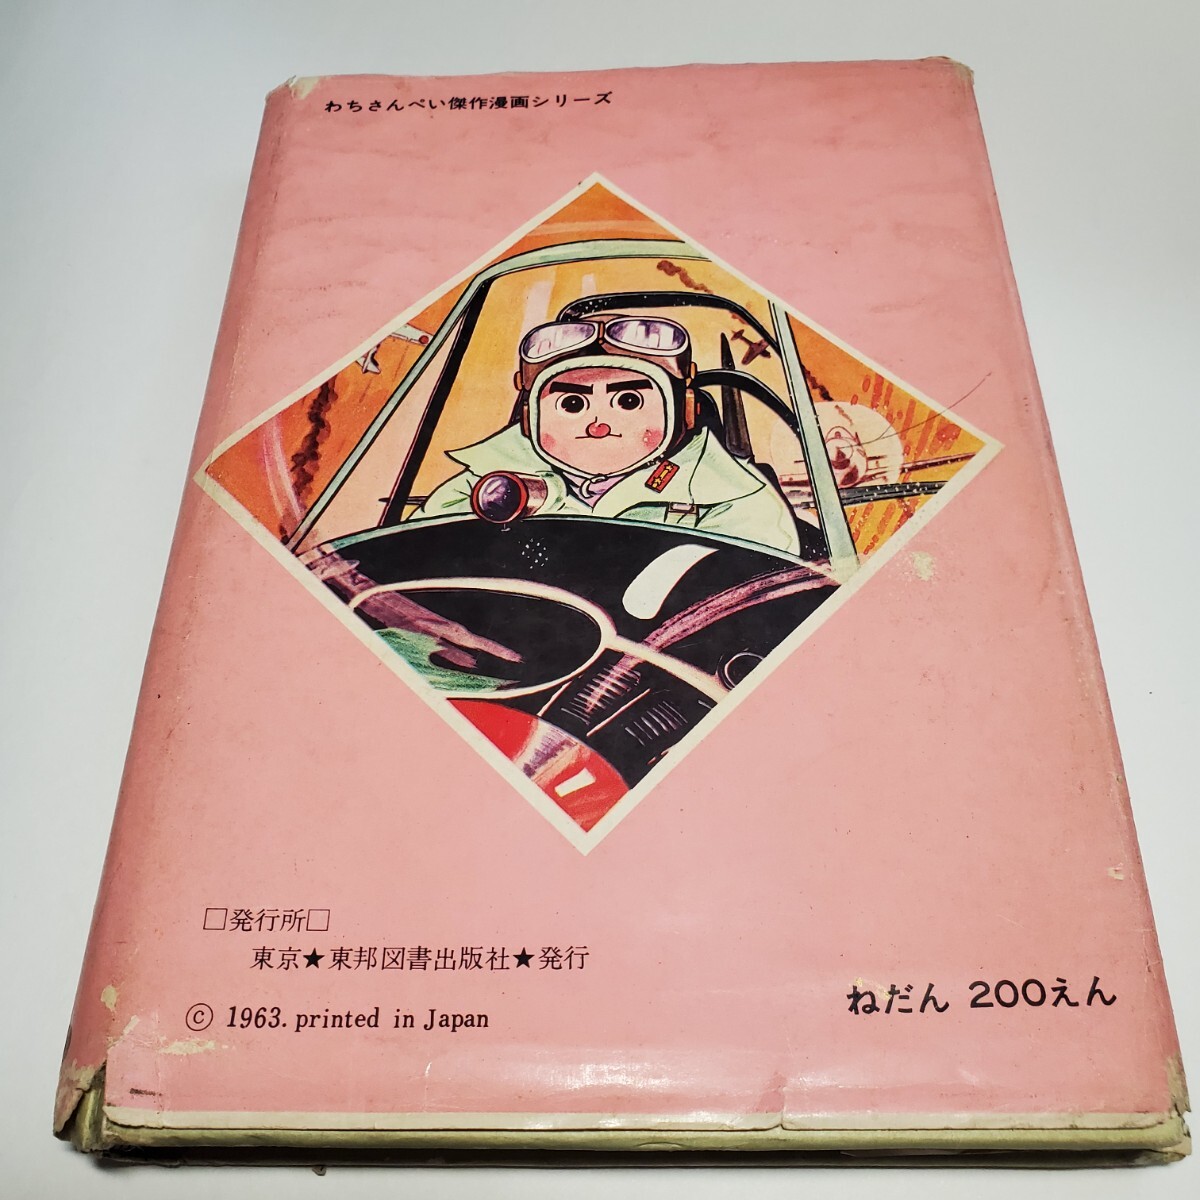 わちさんぺい傑作漫画シリーズ
□発行所□
東京★東邦図書出版社★発行
© 1963. printed in Japan
ねだん 200えん